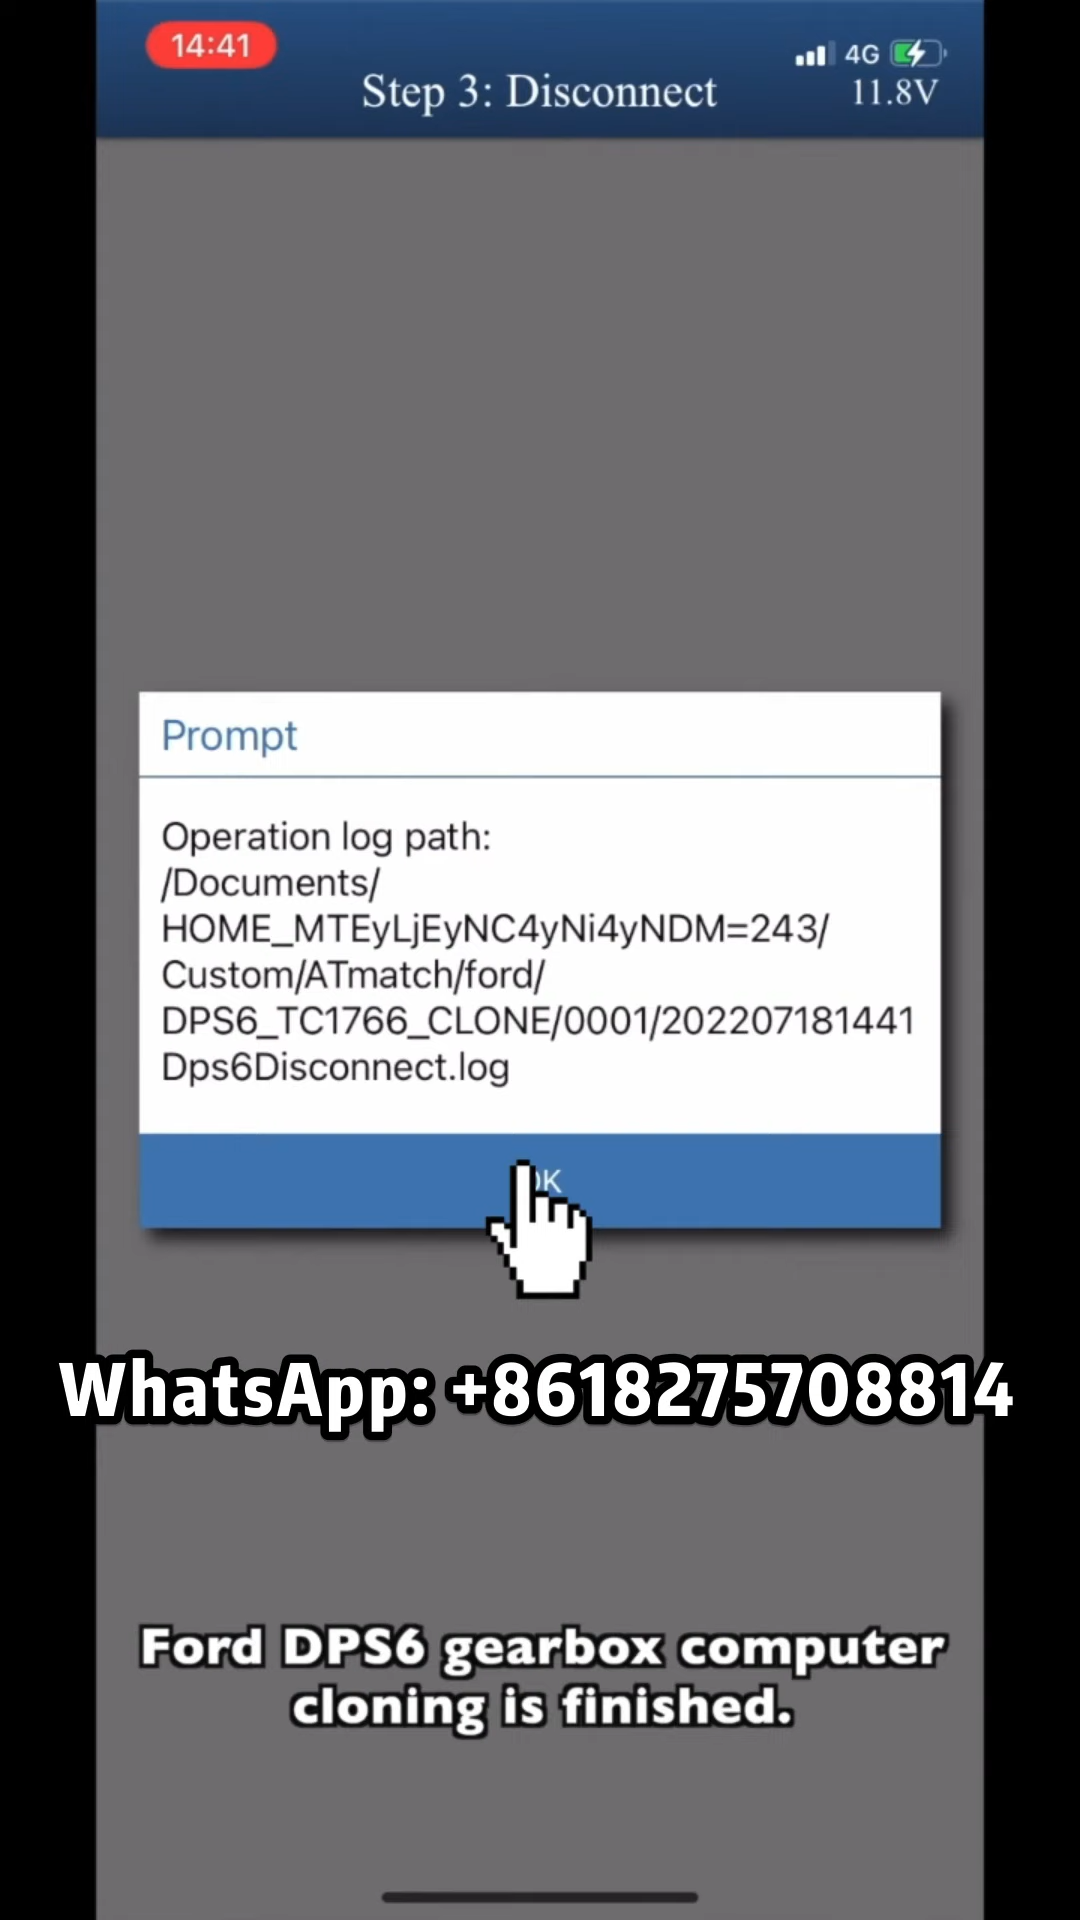 14:41
4G
Step 3: Disconnect
11.8V
Prompt
Operation log path:
/Documents/
HOME_MTEyLjEyNC4yNi4yNDM=243/
Custom/ATmatch/ford/
DPS6_TC1766_CLONE/0001/202207181441
Dps6Disconnect.log
OK
WhatsApp: +8618275708814
Ford DPS6 gearbox computer
cloning is finished.